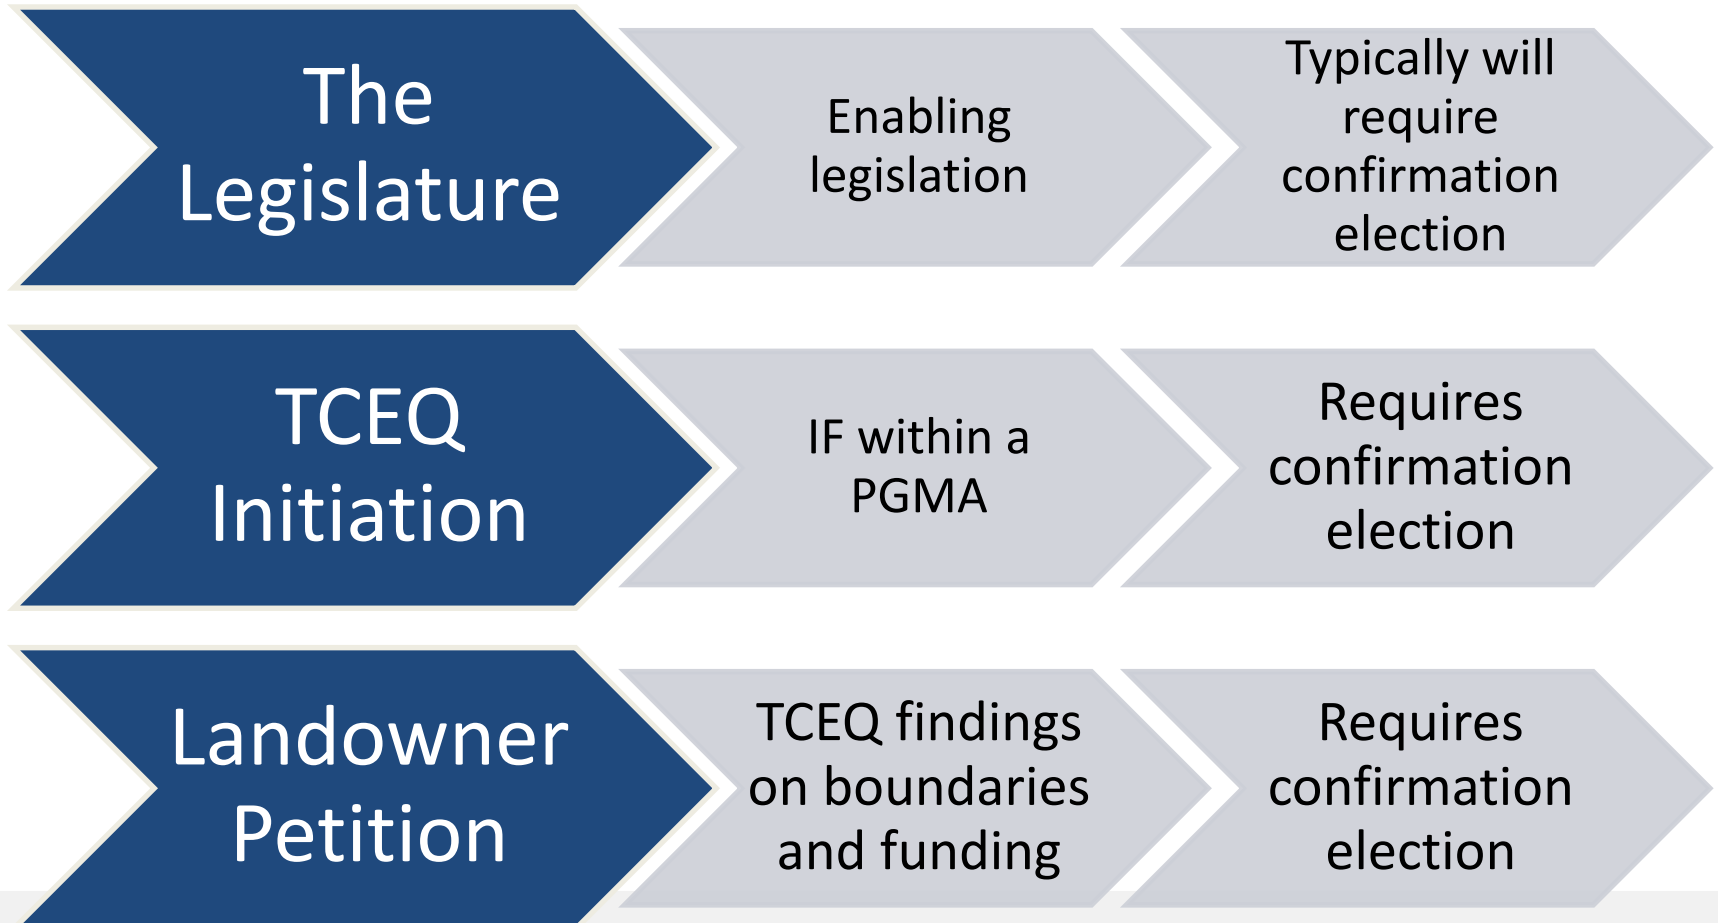 The
Legislature
Enabling
legislation
Typically will
require
confirmation
election
TCEQ
Initiation
IF within a
PGMA
Requires
confirmation
election
Landowner
Petition
TCEQ findings
on boundaries
and funding
Requires
confirmation
election